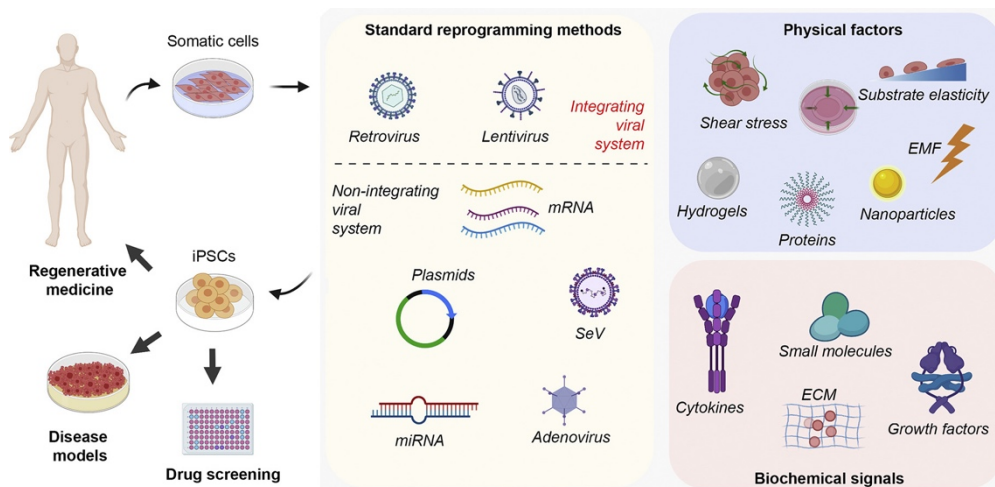 Somatic cells
Regenerative
medicine
iPSCs
Disease
models
Drug screening
Standard reprogramming methods
Retrovirus
Lentivirus
Integrating
viral
system
Non-integrating
viral
system
mRNA
Plasmids
SeV
miRNA
Adenovirus
Physical factors
Shear stress
Substrate elasticity
EMF
Hydrogels
Proteins
Nanoparticles
Cytokines
Small molecules
ECM
Growth factors
Biochemical signals